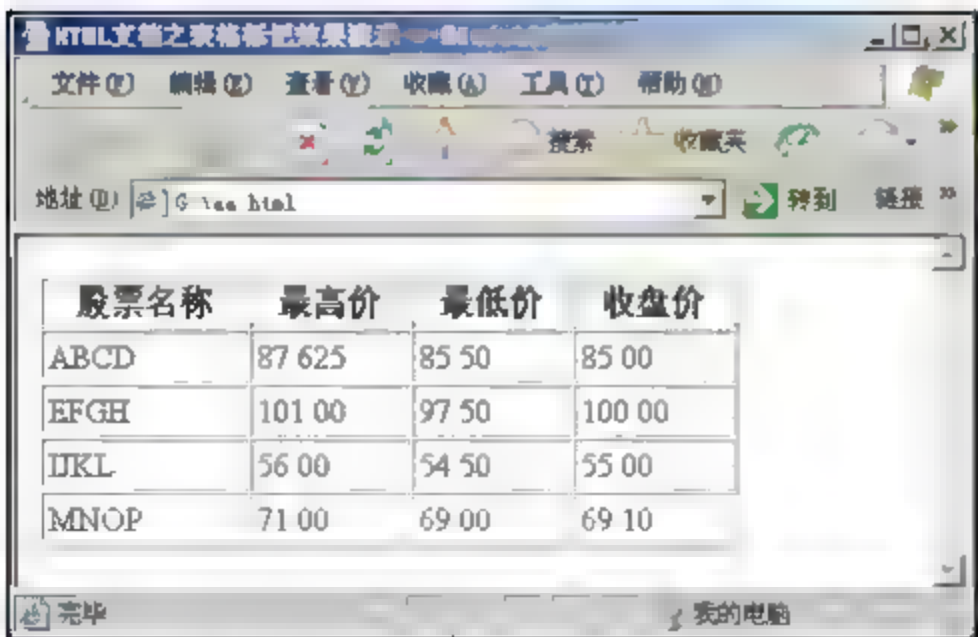 HTML文档之表格标记效果演示
文件(F) 编辑(E) 查看(V) 收藏(A) 工具(T) 帮助(H)
搜索 收藏夹
地址(D) G \aa html 转到 链接 »
股票名称 最高价 最低价 收盘价
ABCD 87 625 85 50 85 00
EFGH 101 00 97 50 100 00
IJKL 56 00 54 50 55 00
MNOP 71 00 69 00 69 10
完毕 我的电脑